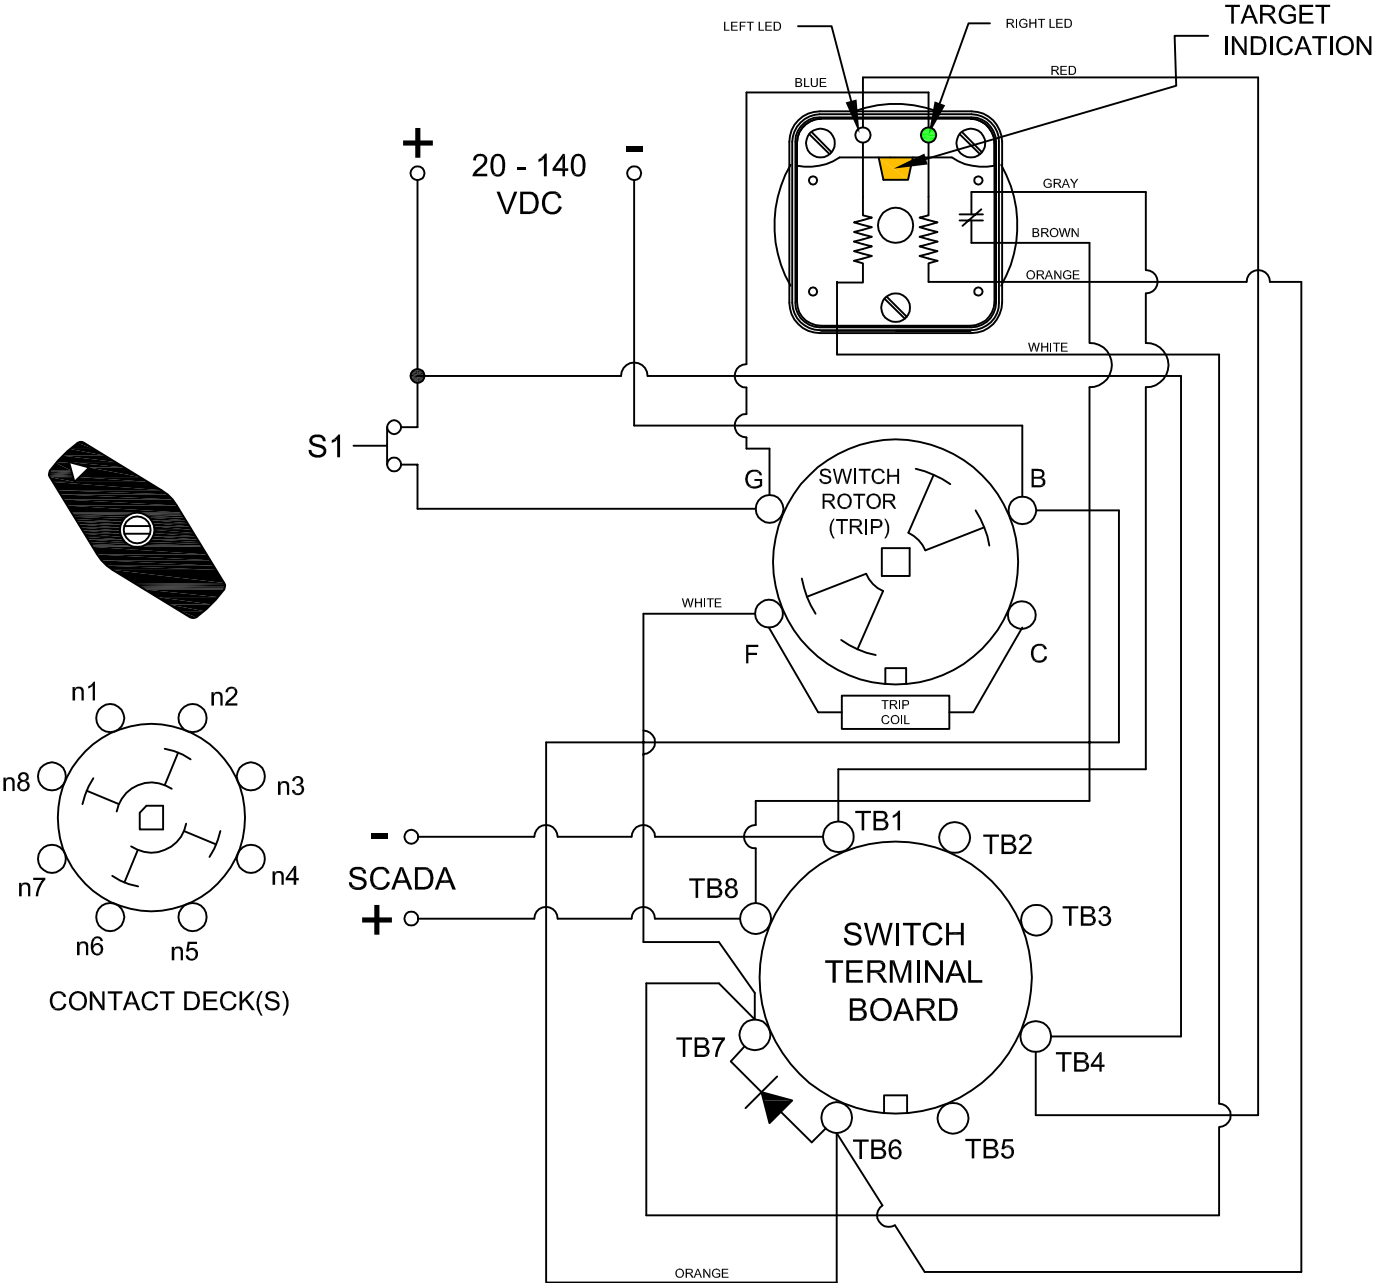 TARGET
INDICATION
LEFT LED
RIGHT LED
RED
BLUE
+
20 - 140
VDC
-
GRAY
BROWN
ORANGE
WHITE
S1
G
SWITCH
ROTOR
(TRIP)
B
WHITE
F
C
TRIP
COIL
n1
n2
n3
n4
n5
n6
n7
n8
CONTACT DECK(S)
-
SCADA
+
TB1
TB2
TB3
TB4
TB5
TB6
TB7
TB8
SWITCH
TERMINAL
BOARD
ORANGE